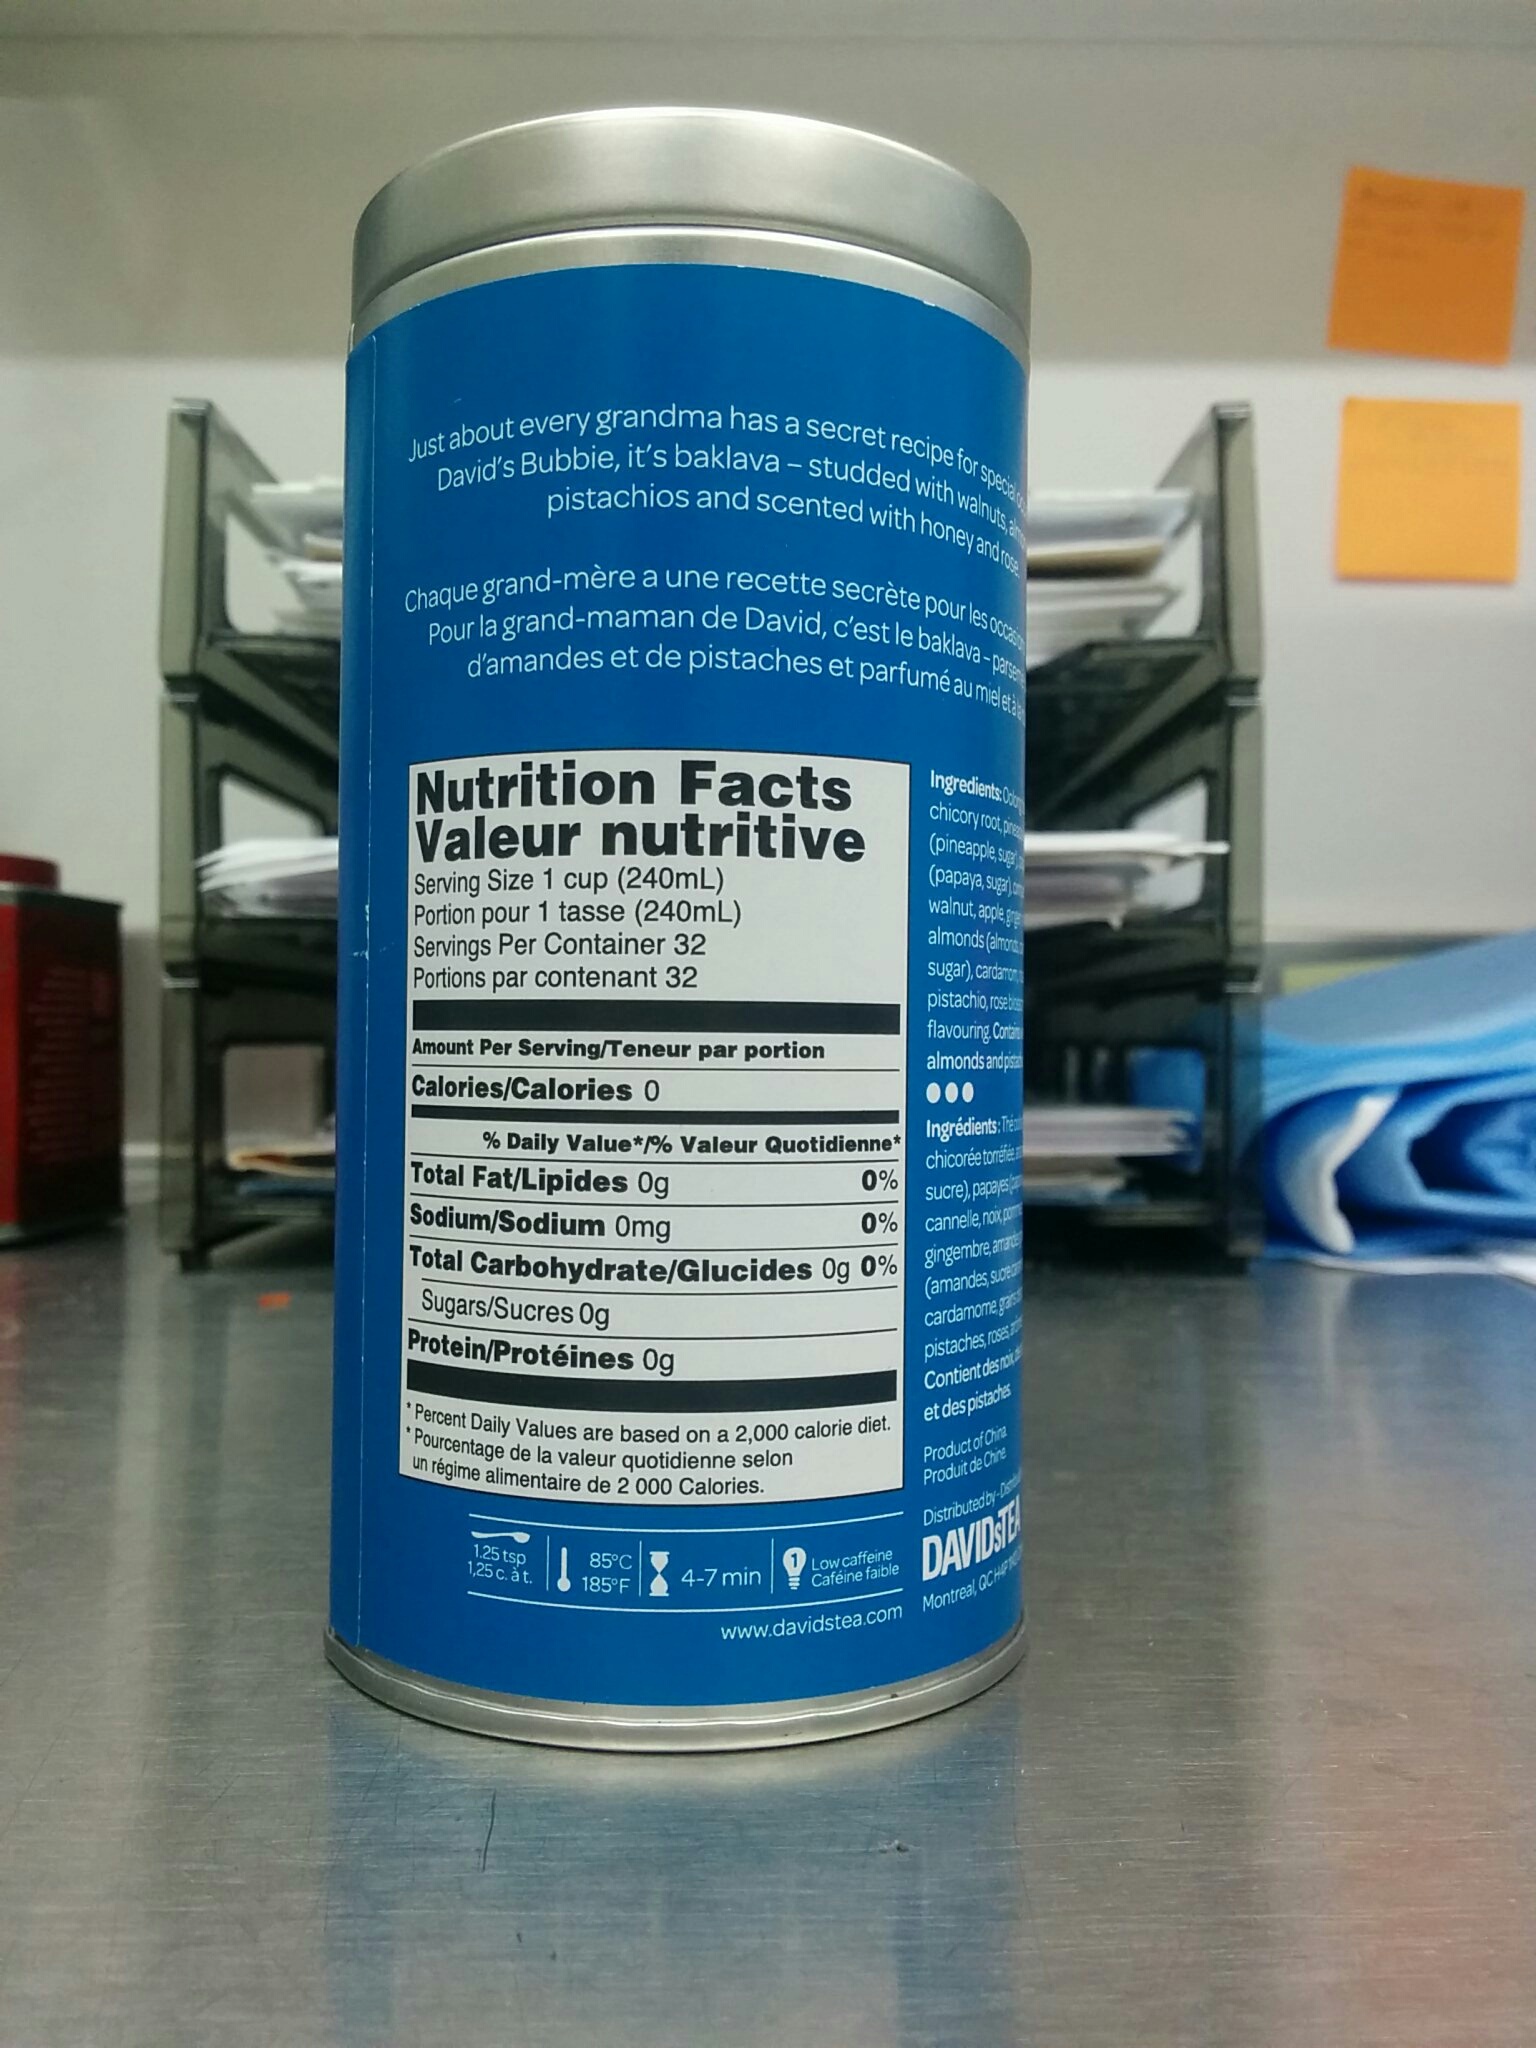 Just about every grandma has a secret recipe for special
David's Bubbie, it's baklava – studded with walnuts,
pistachios and scented with honey and rose.
Chaque grand-mère a une recette secrète pour les
Pour la grand-maman de David, c'est le baklava –
d'amandes et de pistaches et parfumé au miel et à
Nutrition Facts
Valeur nutritive
Serving Size 1 cup (240mL)
Portion pour 1 tasse (240mL)
Servings Per Container 32
Portions par contenant 32
Amount Per Serving/Teneur par portion
Calories/Calories 0
% Daily Value*/% Valeur Quotidienne*
Total Fat/Lipides 0g 0%
Sodium/Sodium 0mg 0%
Total Carbohydrate/Glucides 0g 0%
Sugars/Sucres 0g
Protein/Protéines 0g
* Percent Daily Values are based on a 2,000 calorie diet.
* Pourcentage de la valeur quotidienne selon
un régime alimentaire de 2 000 Calories.
1.25 tsp
1,25 c. à t.
85°C
185°F
4-7 min
1
Low caffeine
Caféine faible
www.davidstea.com
Ingredients:
chicory root,
(pineapple, sugar),
(papaya, sugar),
walnut, apple,
almonds
sugar), cardamom,
pistachio, rose
flavouring.
almonds and
Ingrédients: Thé
chicorée torréfiée,
sucre), papayes
cannelle, noix,
gingembre,
(amandes, sucre
cardamome, grains
pistaches, roses,
Contient des noix,
et des pistaches.
Product of China
Produit de Chine
Distributed by -
DAVIDsTEA
Montreal, QC